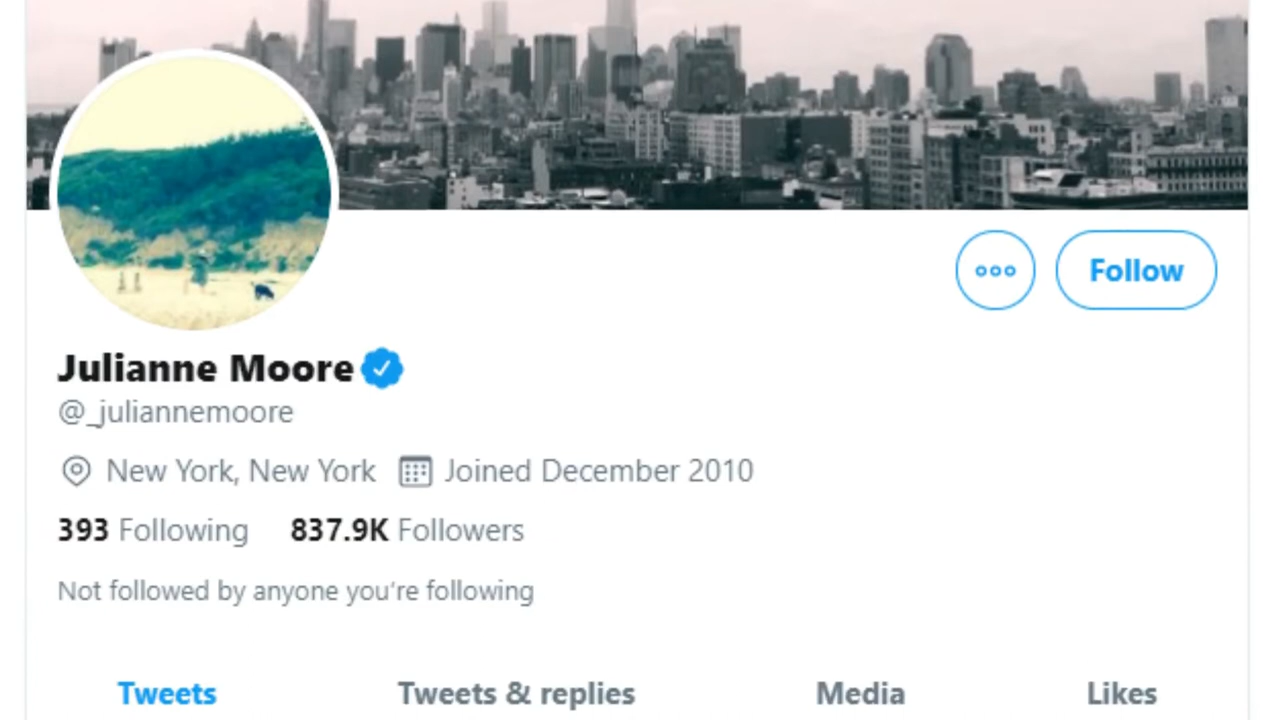 Follow
Julianne Moore
@_juliannemoore
New York, New York Joined December 2010
393 Following 837.9K Followers
Not followed by anyone you're following
Tweets Tweets & replies Media Likes